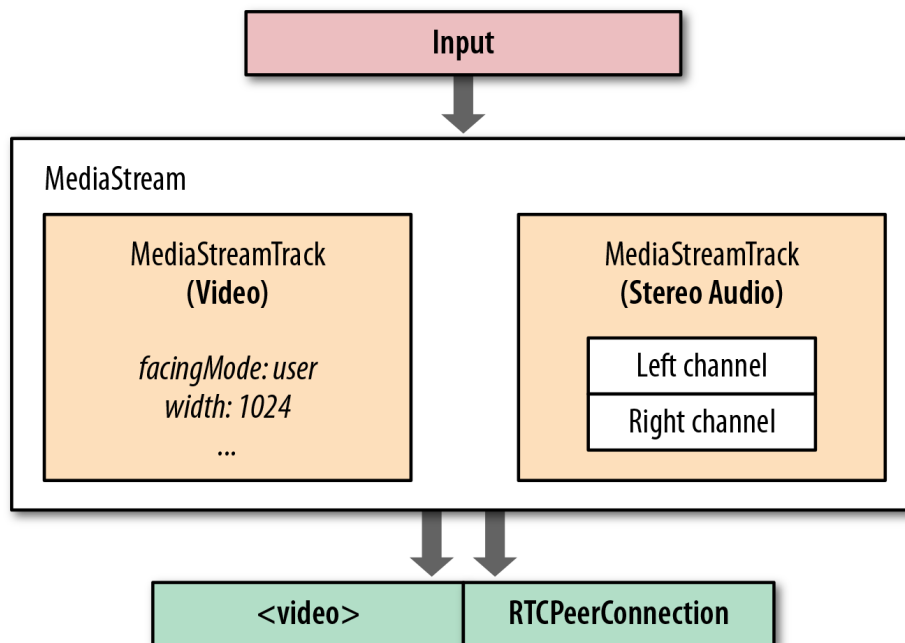 Input
MediaStream
MediaStreamTrack
(Video)
facingMode: user
width: 1024
...
MediaStreamTrack
(Stereo Audio)
Left channel
Right channel
<video>
RTCPeerConnection